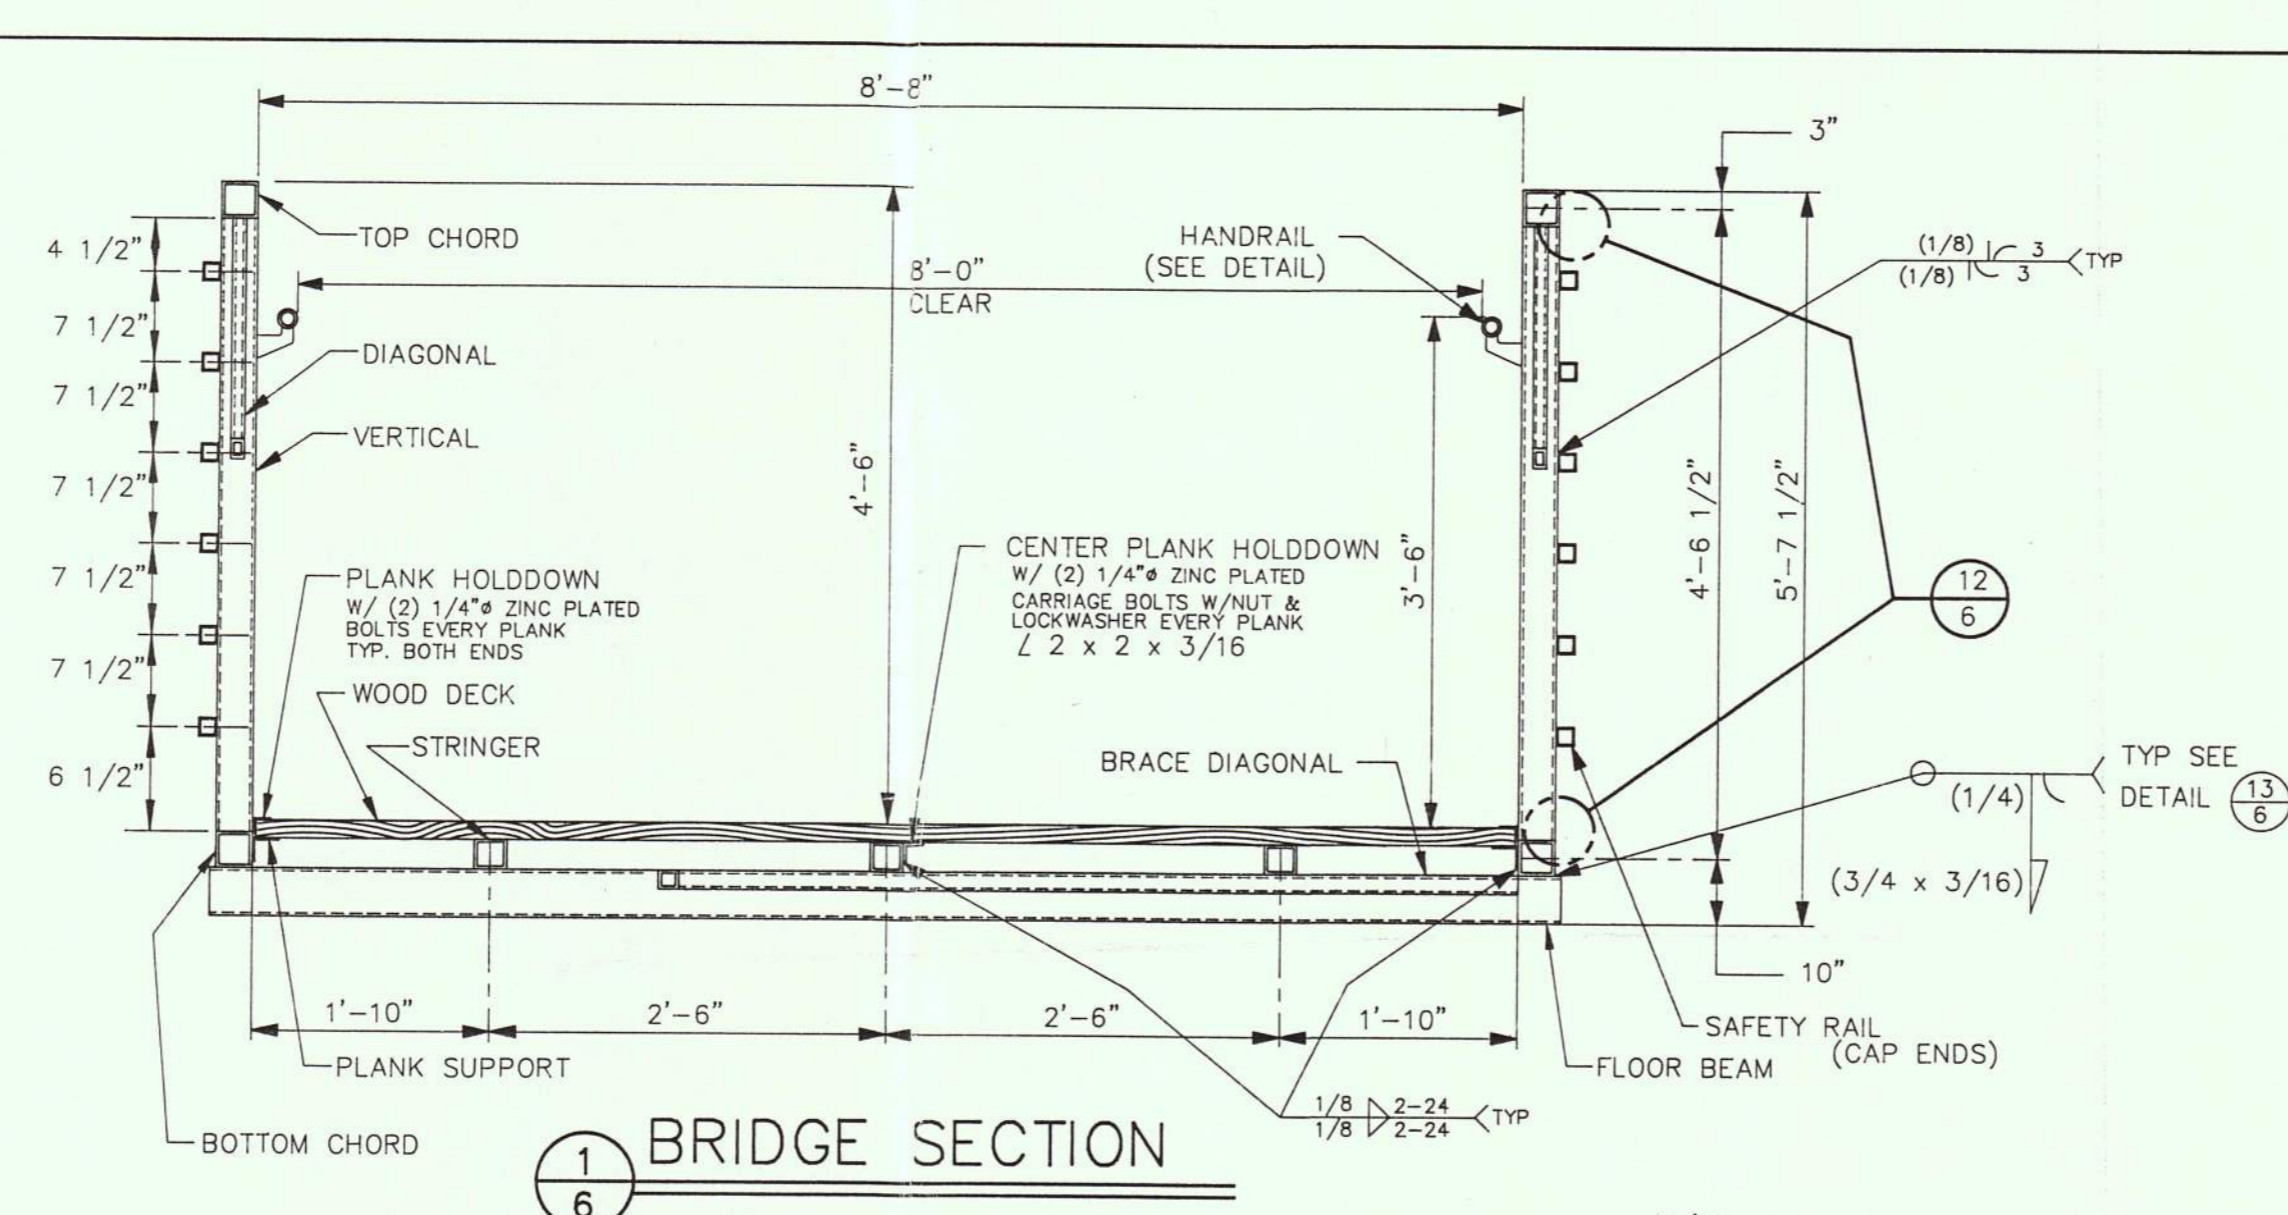 8'-8"
3"
4 1/2"
TOP CHORD
HANDRAIL
(SEE DETAIL)
8'-0"
CLEAR
(1/8) 3
(1/8) 3
TYP
7 1/2"
DIAGONAL
7 1/2"
VERTICAL
4'-6"
7 1/2"
4'-6 1/2"
5'-7 1/2"
3'-6"
7 1/2"
PLANK HOLDDOWN
W/ (2) 1/4"ø ZINC PLATED
BOLTS EVERY PLANK
TYP. BOTH ENDS
CENTER PLANK HOLDDOWN
W/ (2) 1/4"ø ZINC PLATED
CARRIAGE BOLTS W/NUT &
LOCKWASHER EVERY PLANK
∠ 2 x 2 x 3/16
12
6
7 1/2"
WOOD DECK
STRINGER
6 1/2"
BRACE DIAGONAL
TYP SEE
DETAIL
13
6
(1/4)
(3/4 x 3/16)
10"
1'-10"
2'-6"
2'-6"
1'-10"
SAFETY RAIL
(CAP ENDS)
PLANK SUPPORT
FLOOR BEAM
1/8 2-24
1/8 2-24
TYP
BOTTOM CHORD
1
6
BRIDGE SECTION